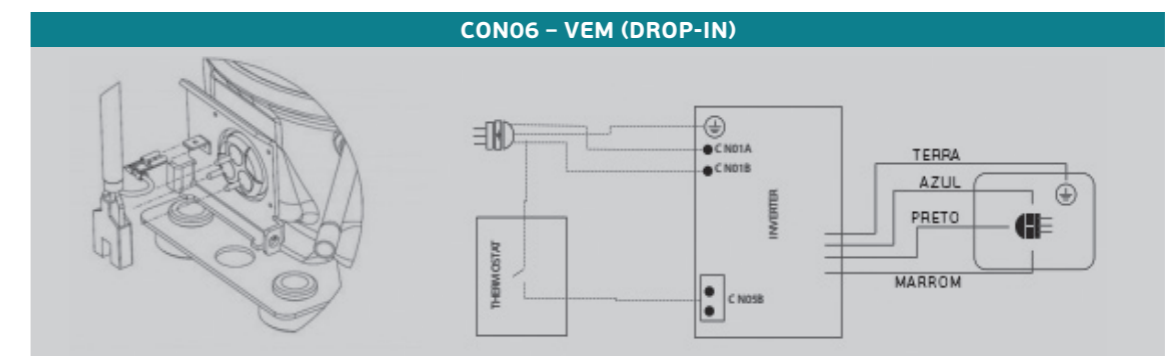 CON06 – VEM (DROP-IN)
CN01A
CN01B
INVERTER
THERMOSTAT
CN05B
TERRA
AZUL
PRETO
MARROM